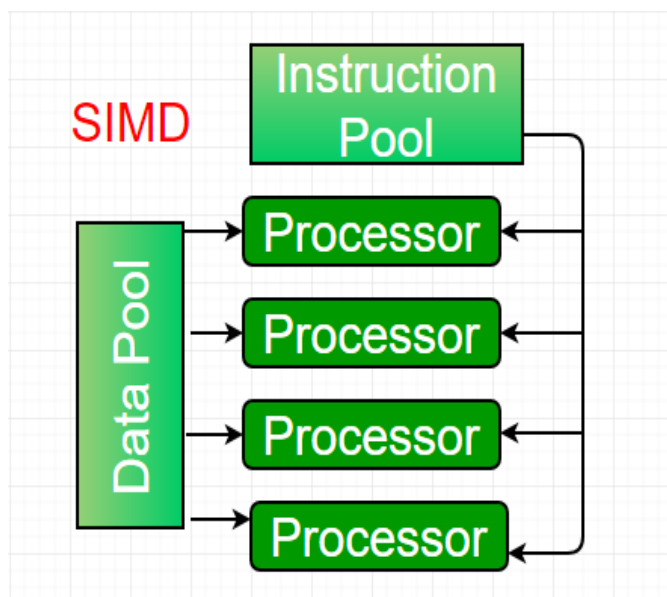 Instruction
Pool
SIMD
Processor
Processor
Data Pool
Processor
Processor